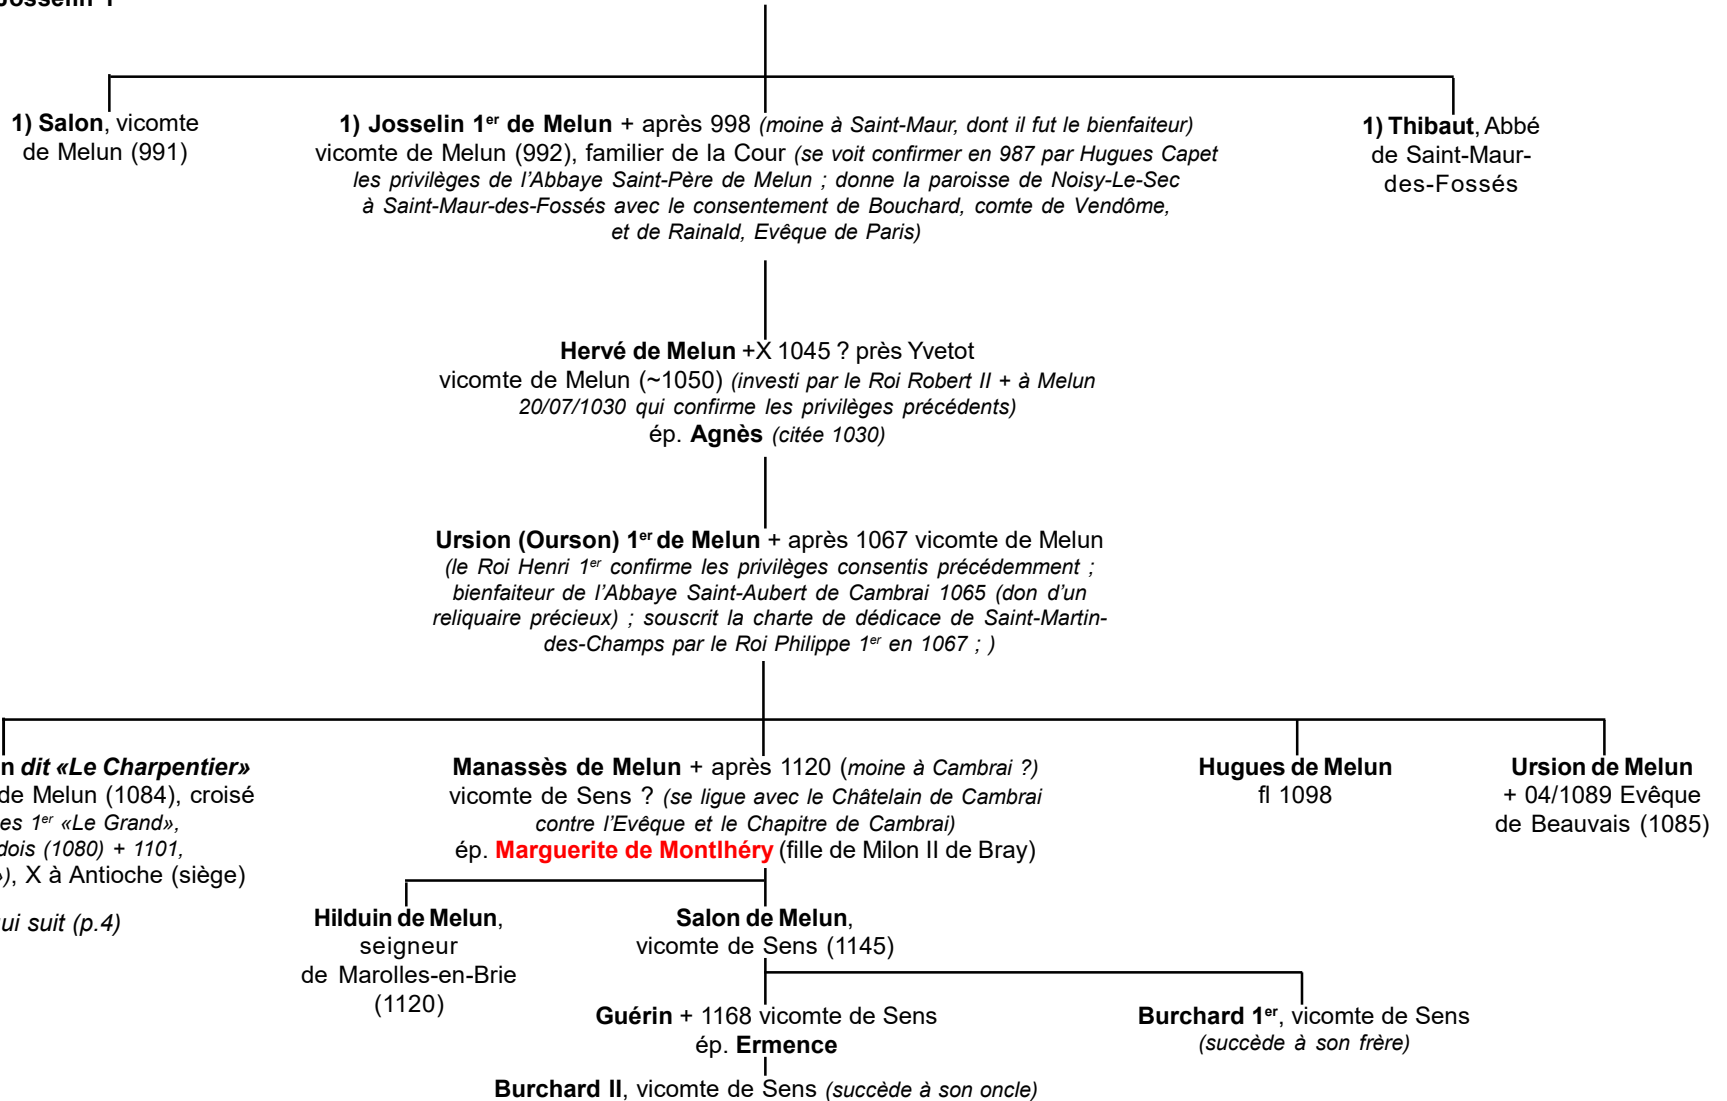 Josselin 1
1) Salon, vicomte
de Melun (991)
1) Josselin 1er de Melun + après 998 (moine à Saint-Maur, dont il fut le bienfaiteur)
vicomte de Melun (992), familier de la Cour (se voit confirmer en 987 par Hugues Capet
les privilèges de l’Abbaye Saint-Père de Melun ; donne la paroisse de Noisy-Le-Sec
à Saint-Maur-des-Fossés avec le consentement de Bouchard, comte de Vendôme,
et de Rainald, Evêque de Paris)
1) Thibaut, Abbé
de Saint-Maur-
des-Fossés
Hervé de Melun +X 1045 ? près Yvetot
vicomte de Melun (~1050) (investi par le Roi Robert II + à Melun
20/07/1030 qui confirme les privilèges précédents)
ép. Agnès (citée 1030)
Ursion (Ourson) 1er de Melun + après 1067 vicomte de Melun
(le Roi Henri 1er confirme les privilèges consentis précédemment ;
bienfaiteur de l’Abbaye Saint-Aubert de Cambrai 1065 (don d’un
reliquaire précieux) ; souscrit la charte de dédicace de Saint-Martin-
des-Champs par le Roi Philippe 1er en 1067 ; )
n dit «Le Charpentier»
de Melun (1084), croisé
es 1er «Le Grand»,
dois (1080) + 1101,
»), X à Antioche (siège)
ui suit (p.4)
Manassès de Melun + après 1120 (moine à Cambrai ?)
vicomte de Sens ? (se ligue avec le Châtelain de Cambrai
contre l’Evêque et le Chapitre de Cambrai)
ép. Marguerite de Montlhéry (fille de Milon II de Bray)
Hugues de Melun
fl 1098
Ursion de Melun
+ 04/1089 Evêque
de Beauvais (1085)
Hilduin de Melun,
seigneur
de Marolles-en-Brie
(1120)
Salon de Melun,
vicomte de Sens (1145)
Guérin + 1168 vicomte de Sens
ép. Ermence
Burchard 1er, vicomte de Sens
(succède à son frère)
Burchard II, vicomte de Sens (succède à son oncle)